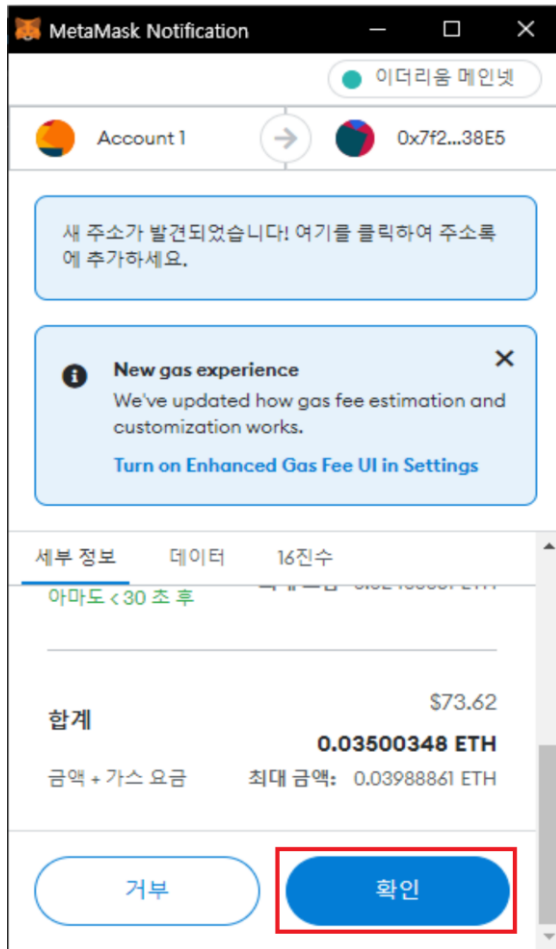 MetaMask Notification
이더리움 메인넷
Account 1
0x7f2...38E5
새 주소가 발견되었습니다! 여기를 클릭하여 주소록
에 추가하세요.
New gas experience
We've updated how gas fee estimation and
customization works.
Turn on Enhanced Gas Fee UI in Settings
세부 정보 데이터 16진수
아마도 < 30 초 후
$73.62
합계
0.03500348 ETH
금액 + 가스 요금 최대 금액: 0.03988861 ETH
거부 확인